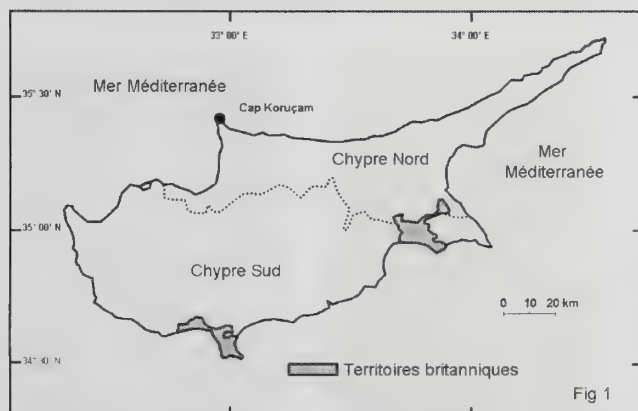 33° 00' E
34° 00' E
Mer Méditerranée
35° 30' N
Cap Koruçam
Chypre Nord
Mer
Méditerranée
35° 00' N
Chypre Sud
0 10 20 km
Territoires britanniques
Fig 1